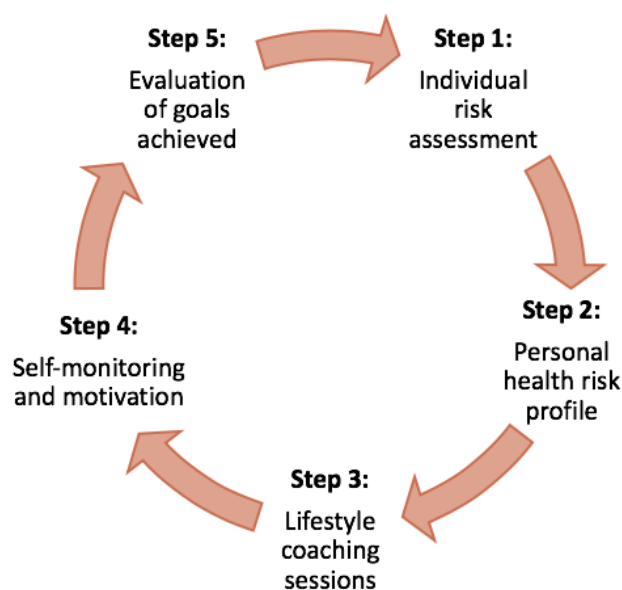 Step 1:
Individual
risk
assessment
Step 2:
Personal
health risk
profile
Step 3:
Lifestyle
coaching
sessions
Step 4:
Self-monitoring
and motivation
Step 5:
Evaluation
of goals
achieved